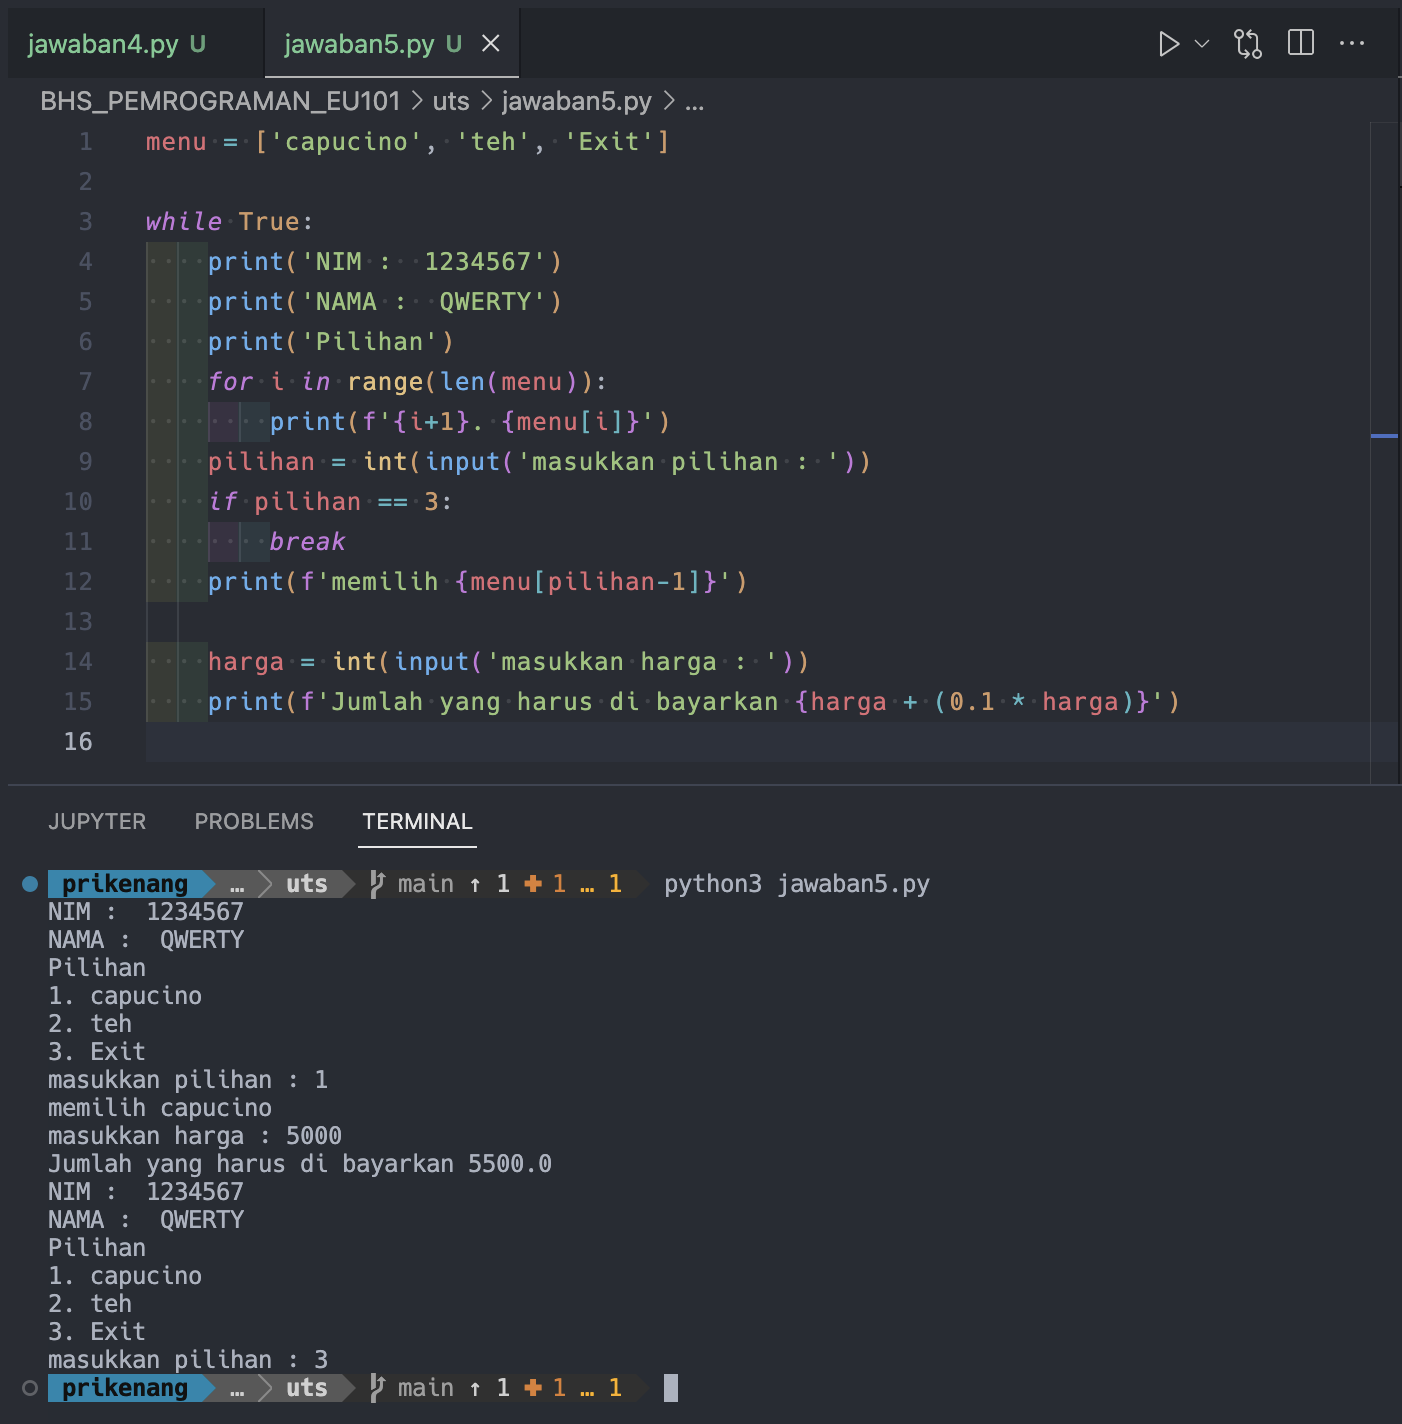 jawaban4.py U jawaban5.py U
BHS_PEMROGRAMAN_EU101 > uts > jawaban5.py > ...
1 menu = ['capucino', 'teh', 'Exit']
2
3 while True:
4     print('NIM :  1234567')
5     print('NAMA :  QWERTY')
6     print('Pilihan')
7     for i in range(len(menu)):
8         print(f'{i+1}. {menu[i]}')
9     pilihan = int(input('masukkan pilihan : '))
10     if pilihan == 3:
11         break
12     print(f'memilih {menu[pilihan-1]}')
13
14     harga = int(input('masukkan harga : '))
15     print(f'Jumlah yang harus di bayarkan {harga + (0.1 * harga)}')
16
JUPYTER PROBLEMS TERMINAL
prikenang … uts main ↑ 1 ✚ 1 … 1 python3 jawaban5.py
NIM :  1234567
NAMA :  QWERTY
Pilihan
1. capucino
2. teh
3. Exit
masukkan pilihan : 1
memilih capucino
masukkan harga : 5000
Jumlah yang harus di bayarkan 5500.0
NIM :  1234567
NAMA :  QWERTY
Pilihan
1. capucino
2. teh
3. Exit
masukkan pilihan : 3
prikenang … uts main ↑ 1 ✚ 1 … 1